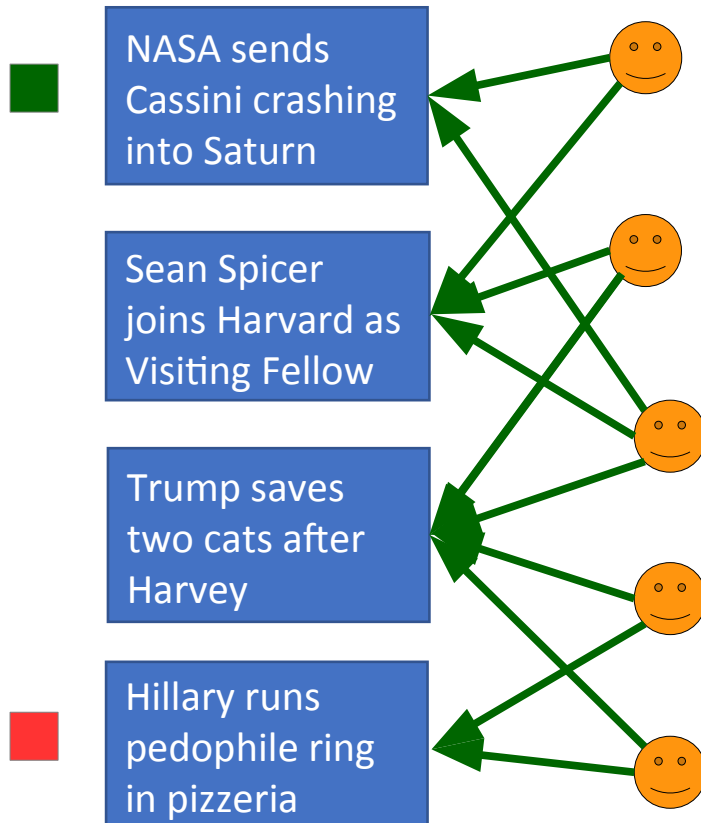 NASA sends
Cassini crashing
into Saturn
Sean Spicer
joins Harvard as
Visiting Fellow
Trump saves
two cats after
Harvey
Hillary runs
pedophile ring
in pizzeria